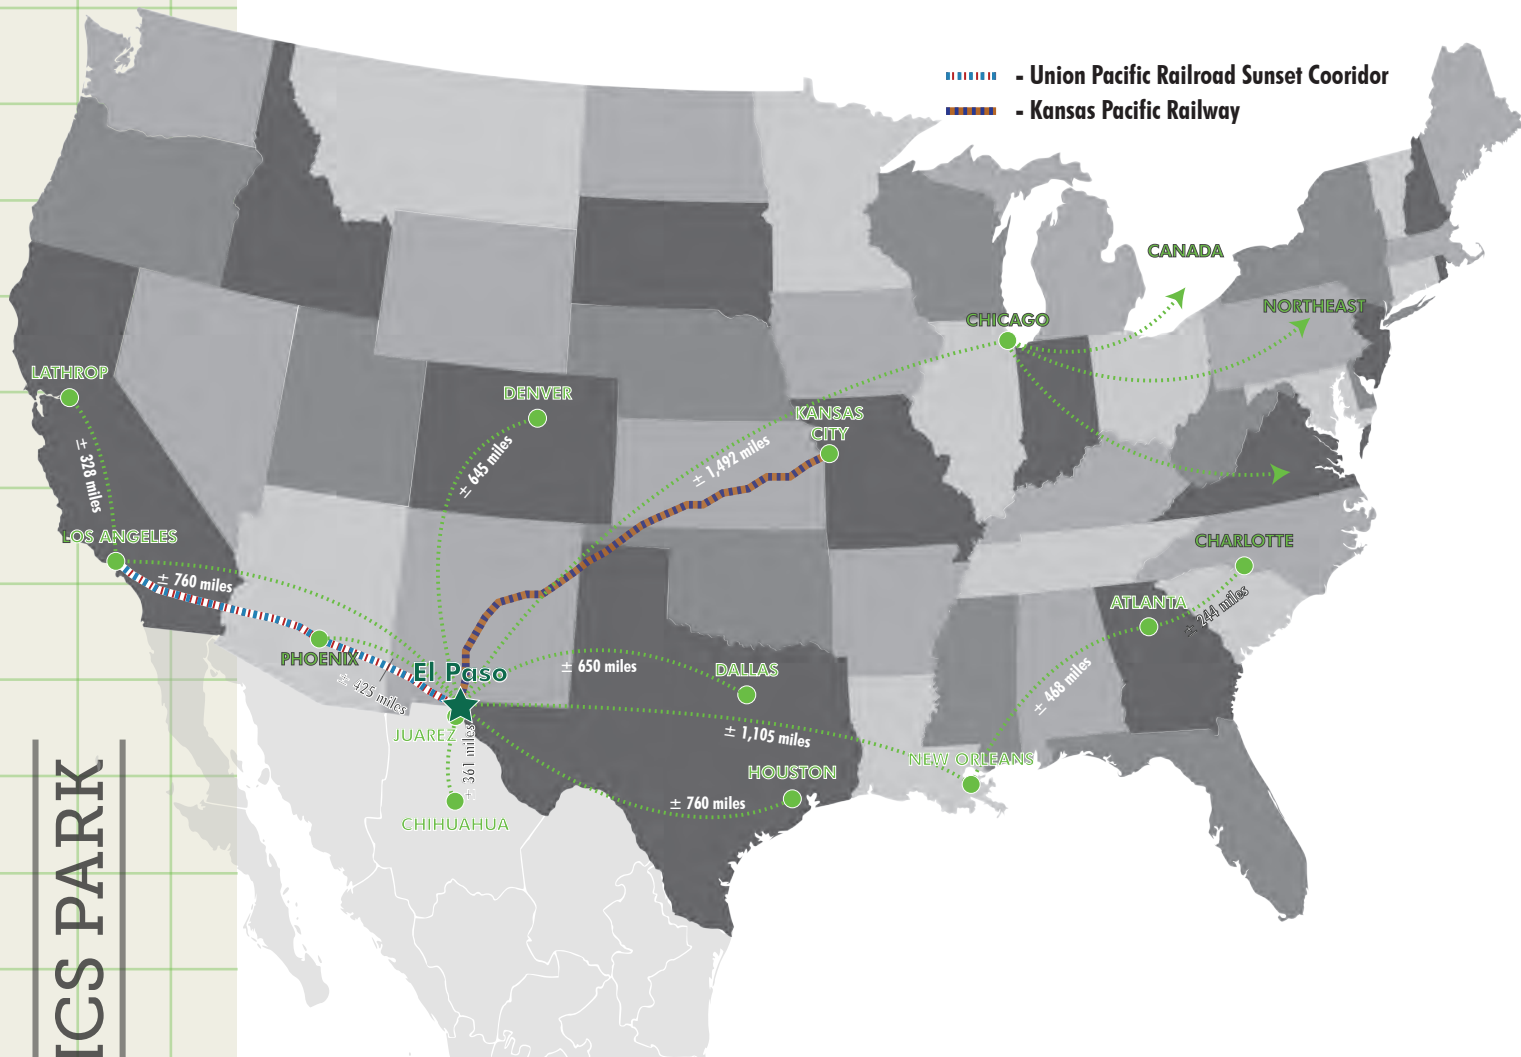 - Union Pacific Railroad Sunset Cooridor
- Kansas Pacific Railway
CANADA
NORTHEAST
CHICAGO
LATHROP
DENVER
KANSAS
CITY
± 328 miles
± 645 miles
± 1,492 miles
LOS ANGELES
± 760 miles
CHARLOTTE
ATLANTA
± 244 miles
PHOENIX
± 425 miles
El Paso
± 650 miles
DALLAS
± 468 miles
JUAREZ
± 361 miles
± 1,105 miles
NEW ORLEANS
HOUSTON
± 760 miles
CHIHUAHUA
ICS PARK